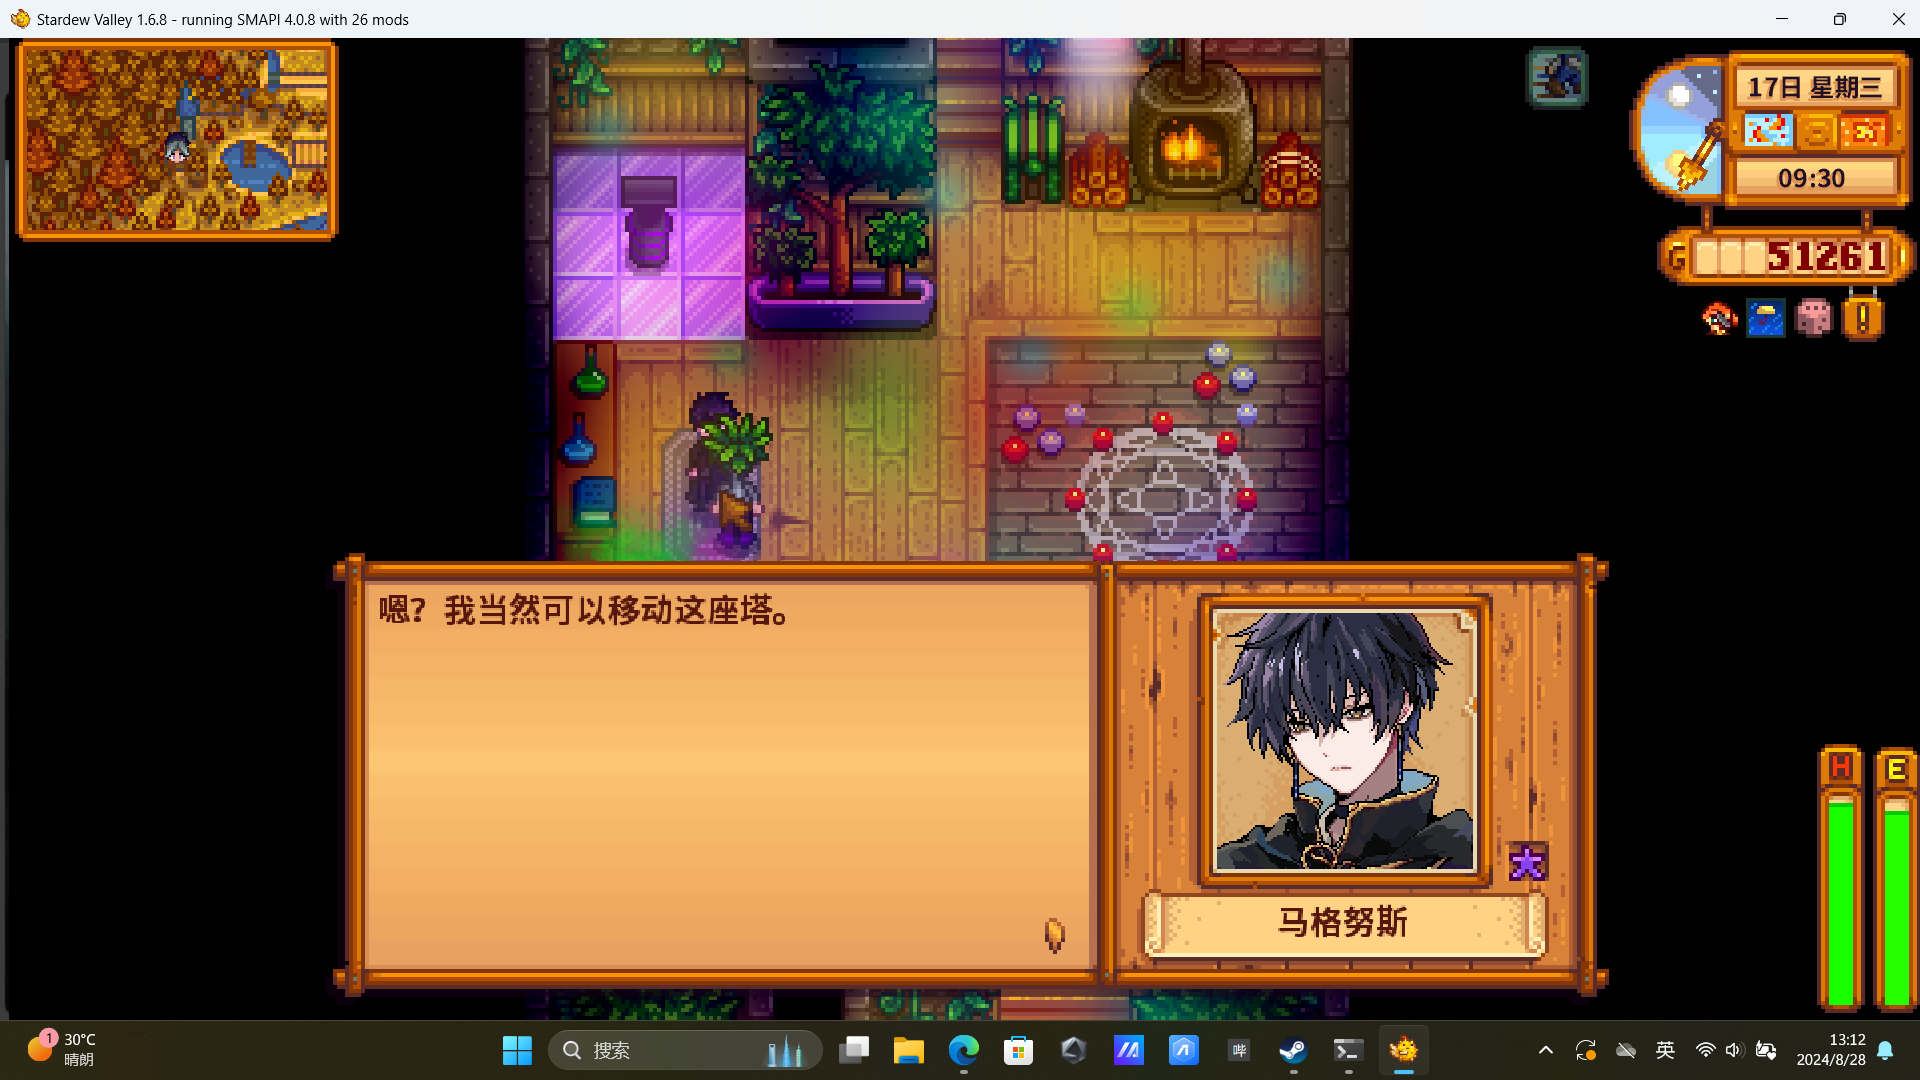 Stardew Valley 1.6.8 - running SMAPI 4.0.8 with 26 mods
17日 星期三
09:30
G 51261
嗯？我当然可以移动这座塔。
马格努斯
H E
1
30°C
晴朗
搜索
哔
英
13:12
2024/8/28